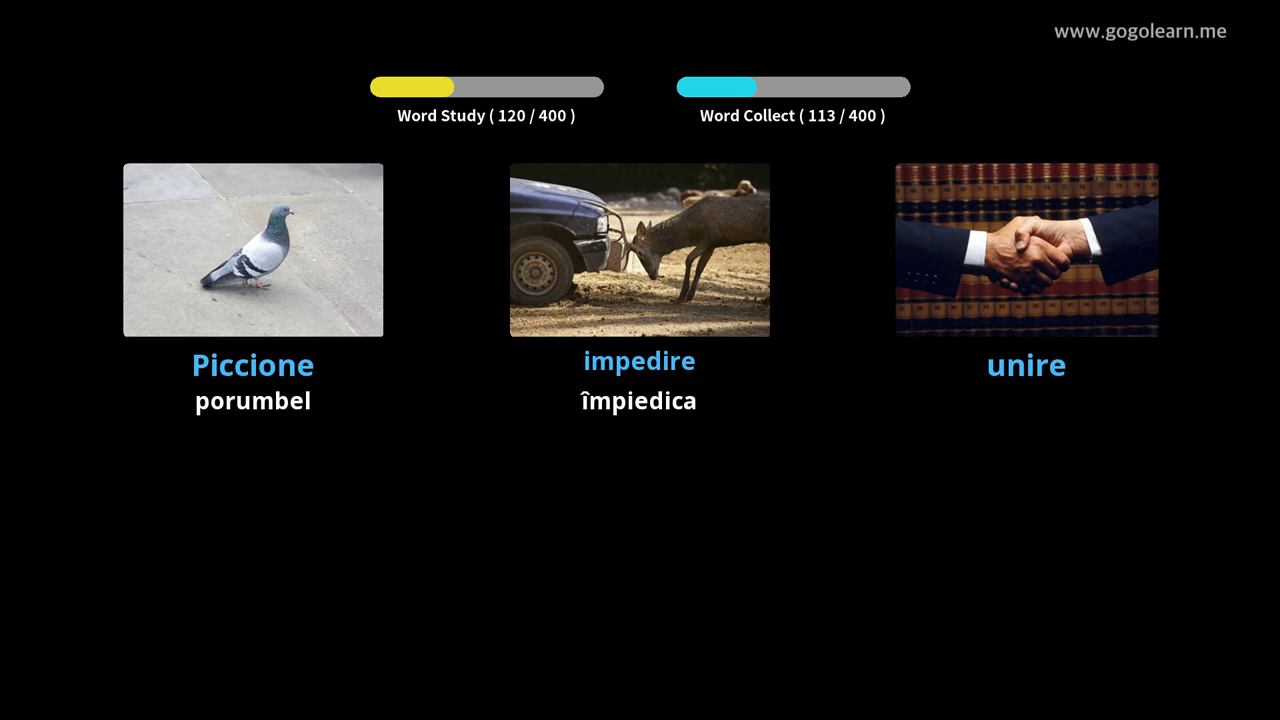 www.gogolearn.me
Word Study ( 120 / 400 )
Word Collect ( 113 / 400 )
Piccione
porumbel
impedire
împiedica
unire